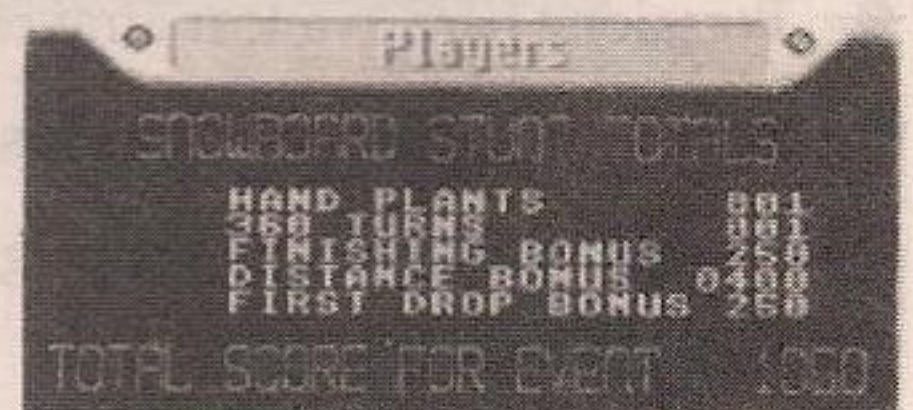 Players
SNOWBOARD STUNT TOTALS
HAND PLANTS 001
360 TURNS 001
FINISHING BONUS 250
DISTANCE BONUS 0400
FIRST DROP BONUS 250
TOTAL SCORE FOR EVENT